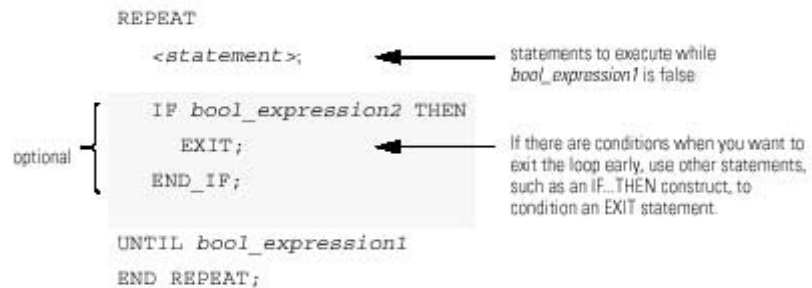 REPEAT
<statement>;
statements to execute while
bool_expression1 is false
optional
IF bool_expression2 THEN
EXIT;
END_IF;
If there are conditions when you want to
exit the loop early, use other statements,
such as an IF...THEN construct, to
condition an EXIT statement.
UNTIL bool_expression1
END REPEAT;